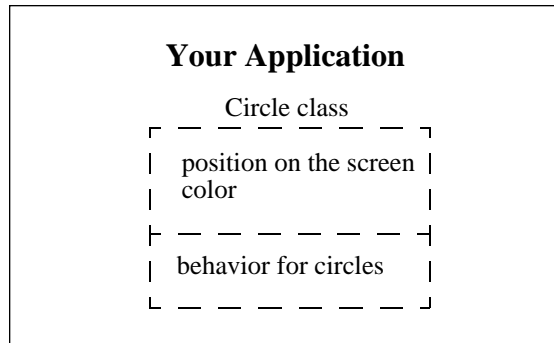 Your Application
Circle class
position on the screen
color
behavior for circles